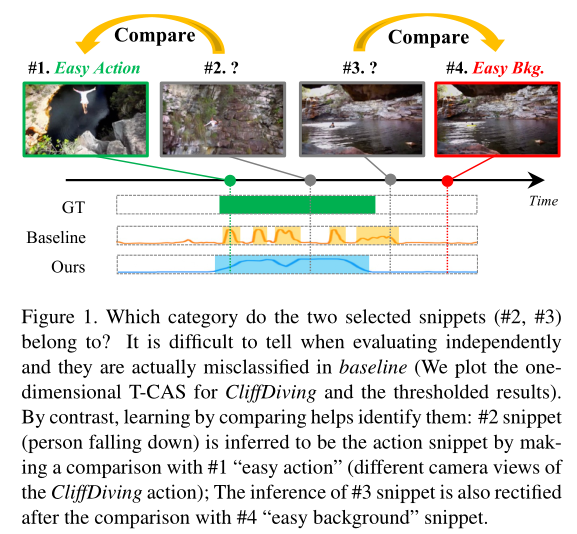 Compare
Compare
#1. Easy Action
#2. ?
#3. ?
#4. Easy Bkg.
Time
GT
Baseline
Ours
Figure 1. Which category do the two selected snippets (#2, #3)
belong to? It is difficult to tell when evaluating independently
and they are actually misclassified in baseline (We plot the one-
dimensional T-CAS for CliffDiving and the thresholded results).
By contrast, learning by comparing helps identify them: #2 snippet
(person falling down) is inferred to be the action snippet by mak-
ing a comparison with #1 “easy action” (different camera views of
the CliffDiving action); The inference of #3 snippet is also rectified
after the comparison with #4 “easy background” snippet.